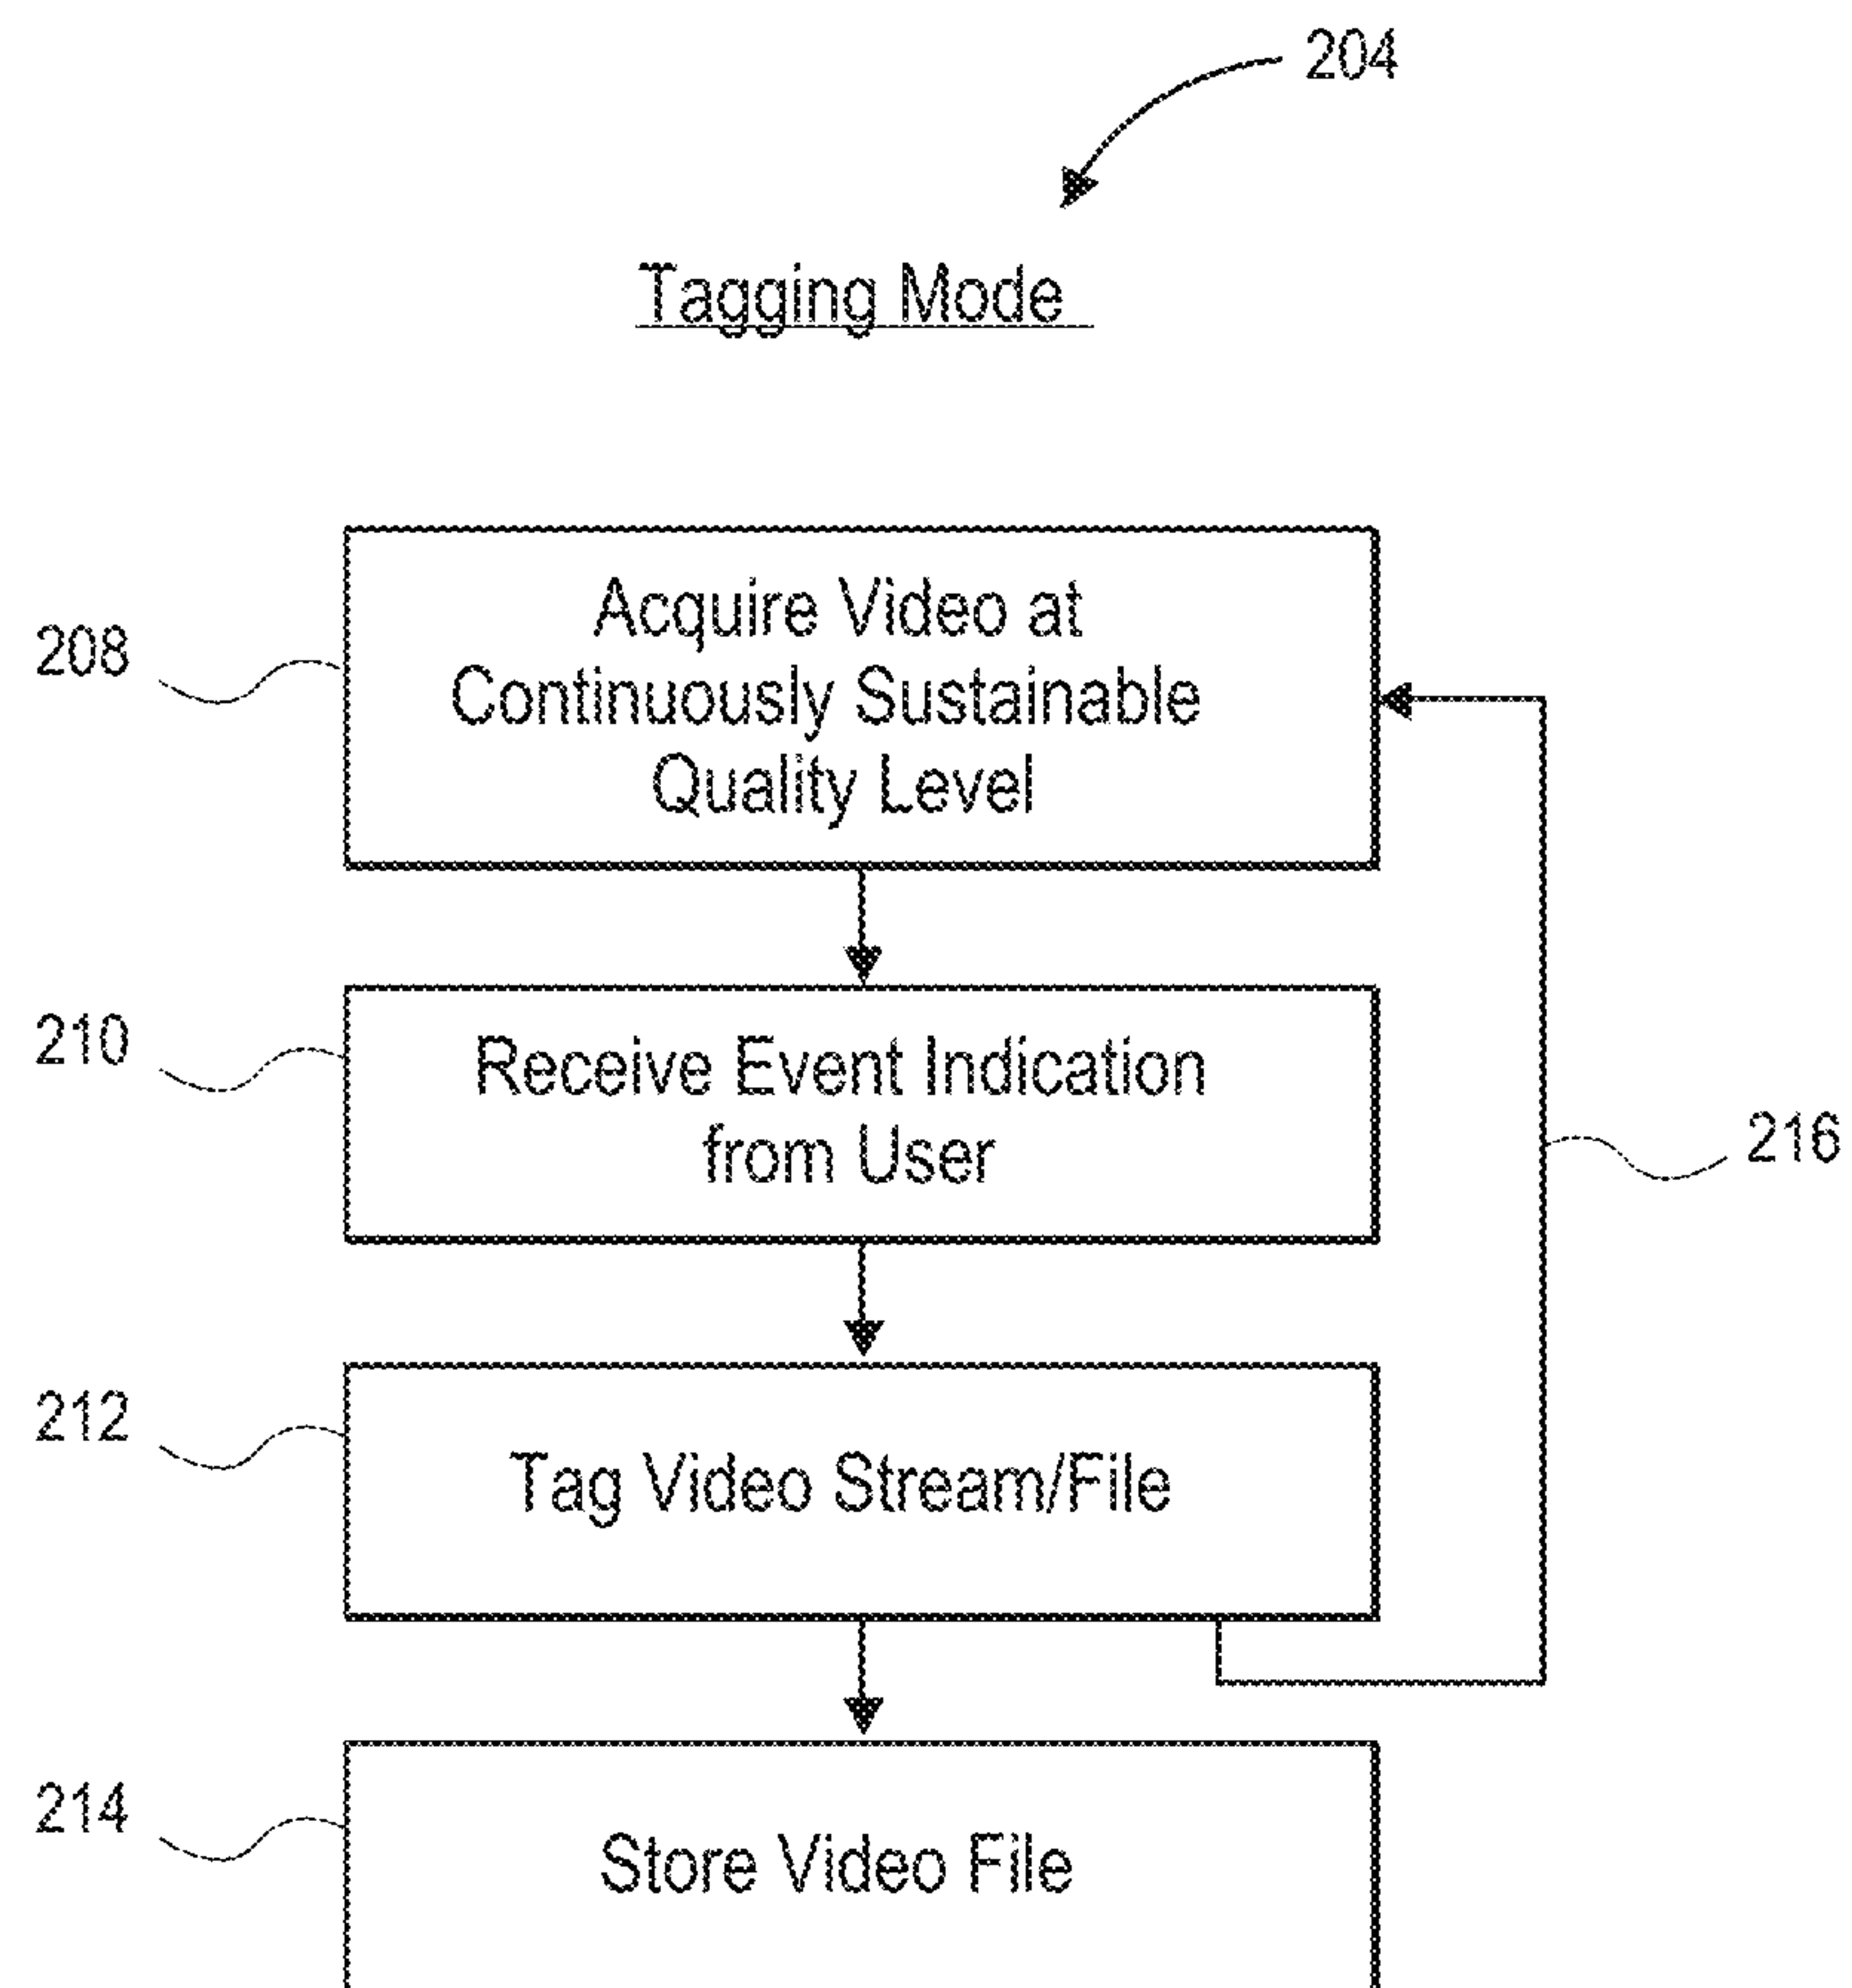 204
Tagging Mode
208
Acquire Video at
Continuously Sustainable
Quality Level
210
Receive Event Indication
from User
216
212
Tag Video Stream/File
214
Store Video File